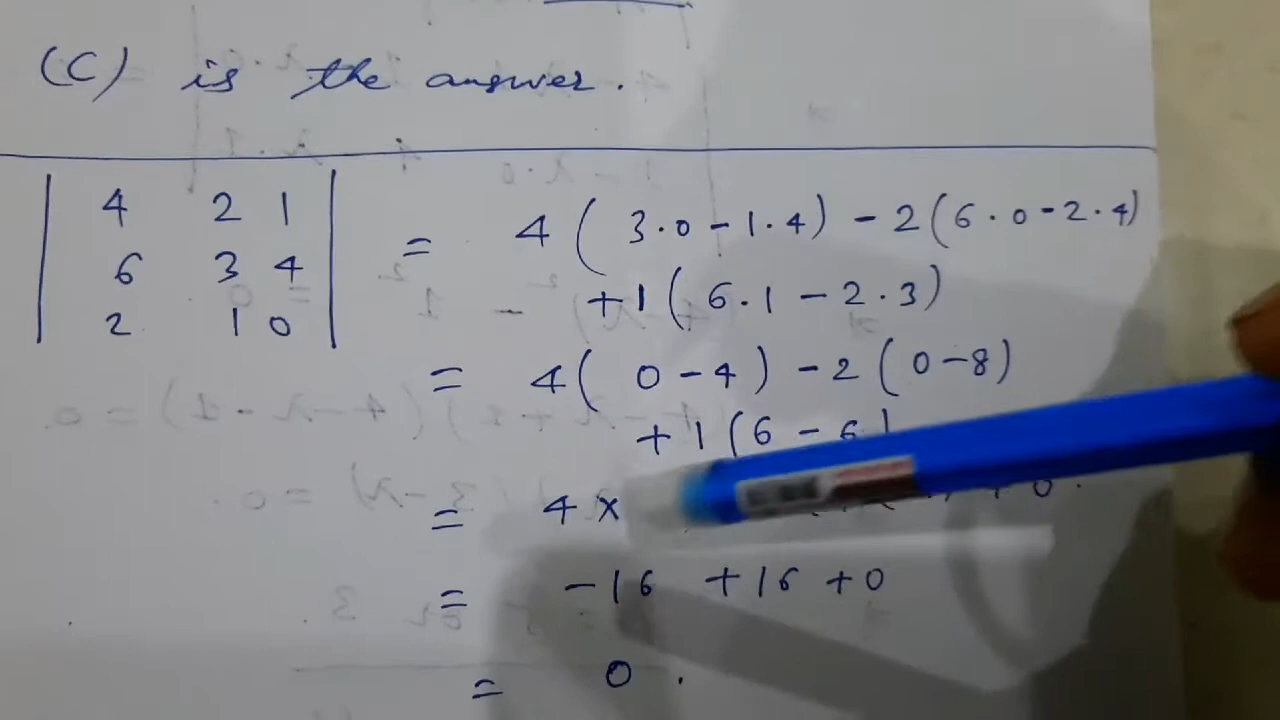 (C) is the answer.
| 4 2 1 | = 4 ( 3.0 - 1.4) - 2 (6.0 - 2.4)
| 6 3 4 | +1 ( 6.1 - 2.3)
| 2 1 0 |
= 4 ( 0 - 4 ) - 2 ( 0 - 8)
+ 1 (6 - 6)
= 4 × + 0.
= -16 + 16 + 0
= 0.